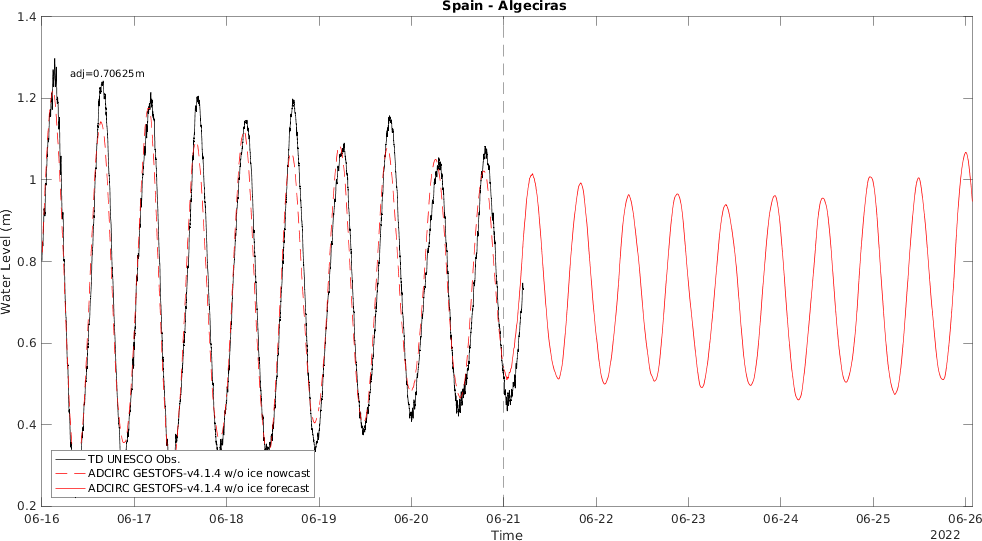 Spain - Algeciras
1.4
adj=0.70625m
1.2
1
0.8
0.6
0.4
0.2
Water Level (m)
TD UNESCO Obs.
ADCIRC GESTOFS-v4.1.4 w/o ice nowcast
ADCIRC GESTOFS-v4.1.4 w/o ice forecast
06-16 06-17 06-18 06-19 06-20 06-21 06-22 06-23 06-24 06-25 06-26
Time
2022